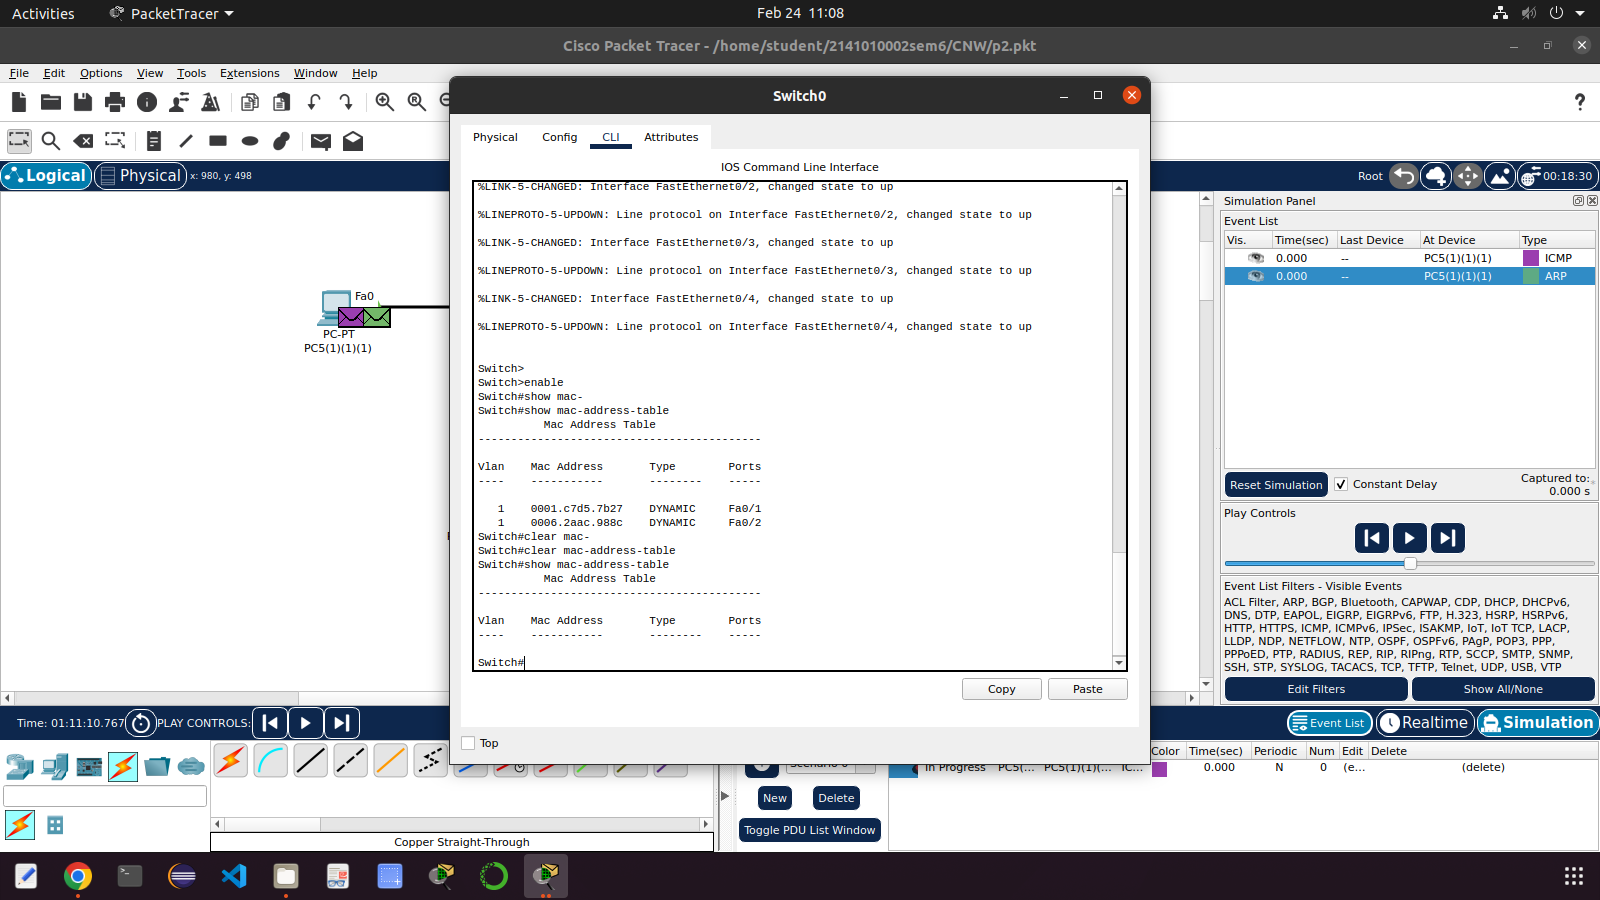 Activities
PacketTracer
Feb 24 11:08
Cisco Packet Tracer - /home/student/2141010002sem6/CNW/p2.pkt
File Edit Options View Tools Extensions Window Help
?
Logical
Physical
x: 980, y: 498
Root
00:18:30
Fa0
PC-PT
PC5(1)(1)(1)
Switch0
Physical Config CLI Attributes
IOS Command Line Interface
%LINK-5-CHANGED: Interface FastEthernet0/2, changed state to up
%LINEPROTO-5-UPDOWN: Line protocol on Interface FastEthernet0/2, changed state to up
%LINK-5-CHANGED: Interface FastEthernet0/3, changed state to up
%LINEPROTO-5-UPDOWN: Line protocol on Interface FastEthernet0/3, changed state to up
%LINK-5-CHANGED: Interface FastEthernet0/4, changed state to up
%LINEPROTO-5-UPDOWN: Line protocol on Interface FastEthernet0/4, changed state to up
Switch>
Switch>enable
Switch#show mac-
Switch#show mac-address-table
Mac Address Table
-------------------------------------------
Vlan Mac Address Type Ports
---- ----------- -------- -----
1 0001.c7d5.7b27 DYNAMIC Fa0/1
1 0006.2aac.988c DYNAMIC Fa0/2
Switch#clear mac-
Switch#clear mac-address-table
Switch#show mac-address-table
Mac Address Table
-------------------------------------------
Vlan Mac Address Type Ports
---- ----------- -------- -----
Switch#
Copy
Paste
Top
Simulation Panel
Event List
Vis. Time(sec) Last Device At Device Type
0.000 -- PC5(1)(1)(1) ICMP
0.000 -- PC5(1)(1)(1) ARP
Reset Simulation
Constant Delay
Captured to:
0.000 s
Play Controls
Event List Filters - Visible Events
ACL Filter, ARP, BGP, Bluetooth, CAPWAP, CDP, DHCP, DHCPv6,
DNS, DTP, EAPOL, EIGRP, EIGRPv6, FTP, H.323, HSRP, HSRPv6,
HTTP, HTTPS, ICMP, ICMPv6, IPSec, ISAKMP, IoT, IoT TCP, LACP,
LLDP, NDP, NETFLOW, NTP, OSPF, OSPFv6, PAgP, POP3, PPP,
PPPoED, PTP, RADIUS, REP, RIP, RIPng, RTP, SCCP, SMTP, SNMP,
SSH, STP, SYSLOG, TACACS, TCP, TFTP, Telnet, UDP, USB, VTP
Edit Filters
Show All/None
Time: 01:11:10.767
PLAY CONTROLS:
Event List
Realtime
Simulation
Color Time(sec) Periodic Num Edit Delete
In Progress PC5(... PC5(1)(1)(... IC... 0.000 N 0 (e... (delete)
New
Delete
Toggle PDU List Window
Copper Straight-Through